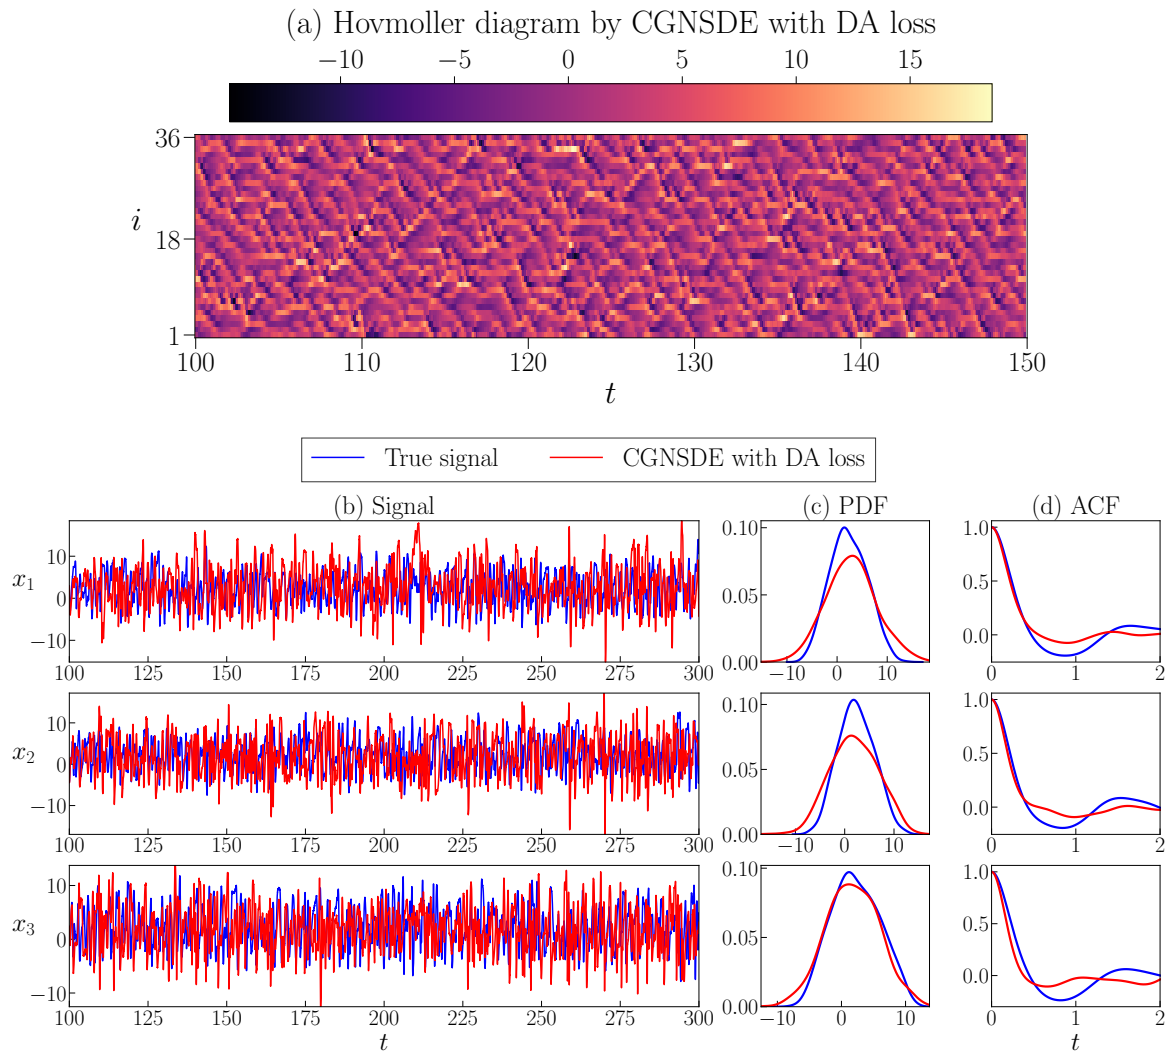 (a) Hovmoller diagram by CGNSDE with DA loss
−10 −5 0 5 10 15
36
i
18
1
100 110 120 130 140 150
t
True signal CGNSDE with DA loss
(b) Signal (c) PDF (d) ACF
x1
10
0
−10
100 125 150 175 200 225 250 275 300
0.10
0.05
0.00
−10 0 10
1.0
0.5
0.0
0 1 2
x2
10
0
−10
100 125 150 175 200 225 250 275 300
0.10
0.05
0.00
−10 0 10
1.0
0.5
0.0
0 1 2
x3
10
0
−10
100 125 150 175 200 225 250 275 300
t
0.10
0.05
0.00
−10 0 10
1.0
0.5
0.0
0 1 2
t